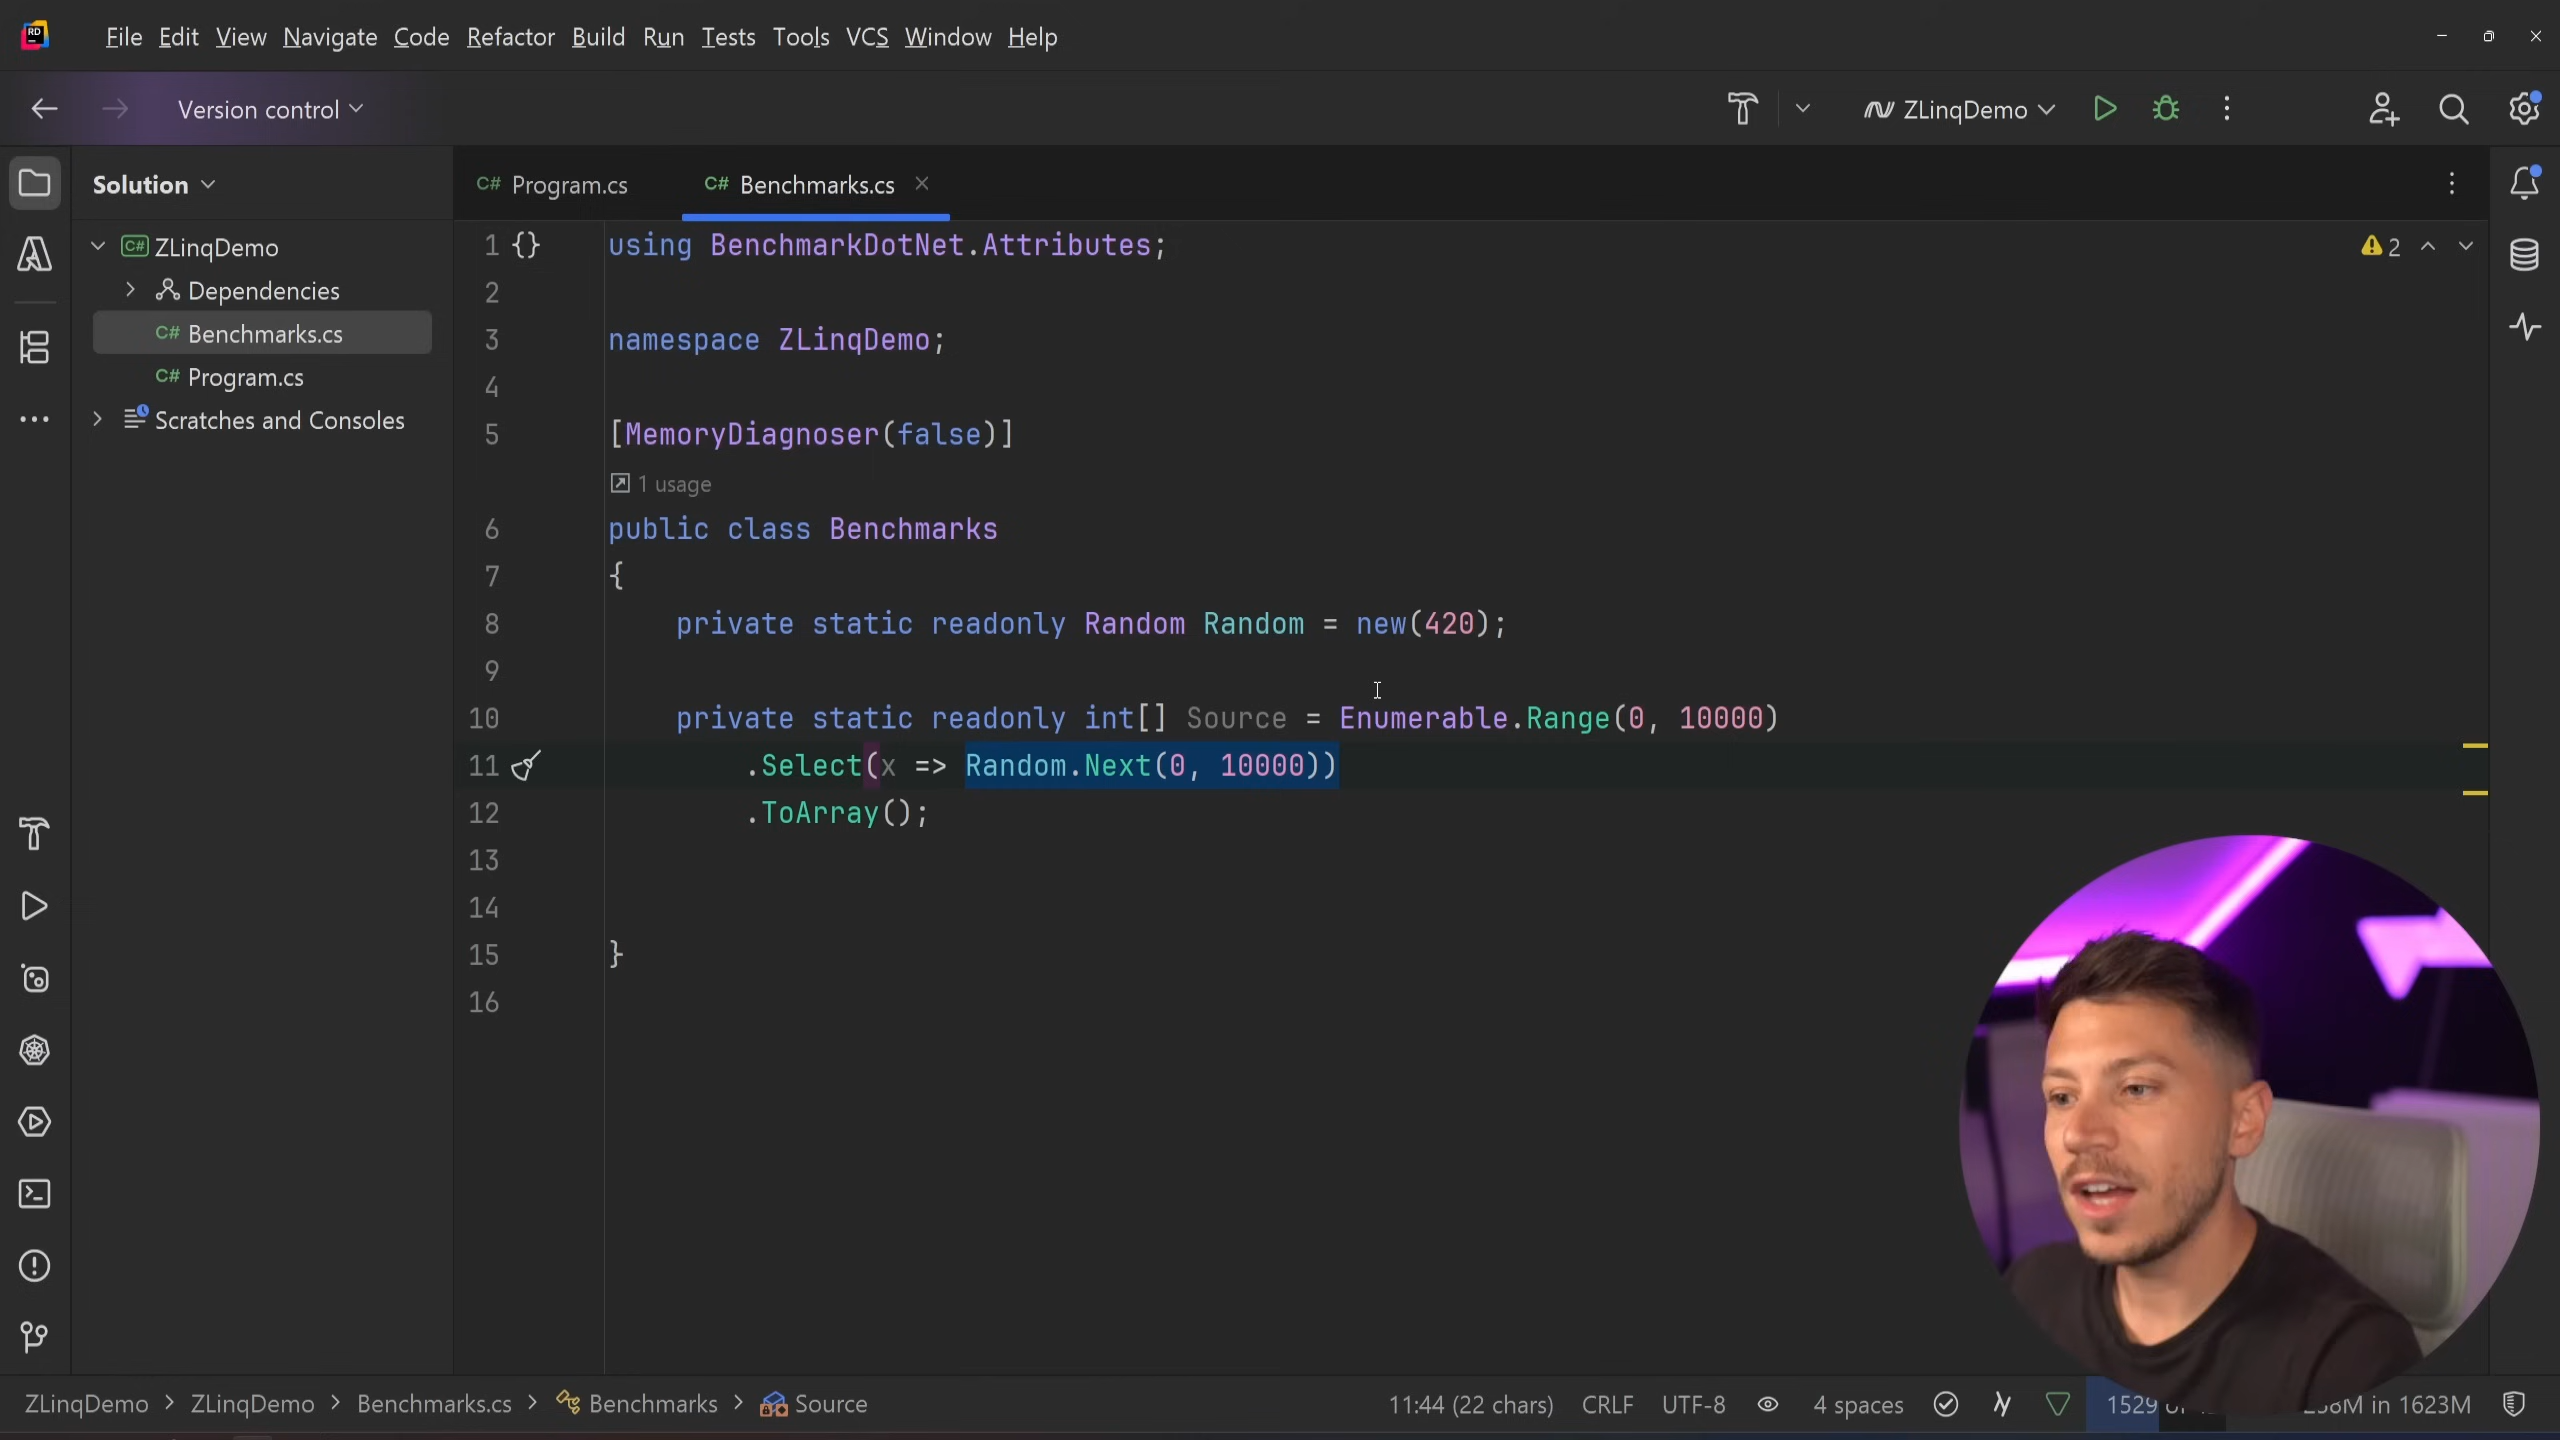 RD
File Edit View Navigate Code Refactor Build Run Tests Tools VCS Window Help
Version control
ZLinqDemo
Solution
C# Program.cs
C# Benchmarks.cs
C# ZLinqDemo
Dependencies
C# Benchmarks.cs
C# Program.cs
Scratches and Consoles
1 {} using BenchmarkDotNet.Attributes;
2
3 namespace ZLinqDemo;
4
5 [MemoryDiagnoser(false)]
1 usage
6 public class Benchmarks
7 {
8 private static readonly Random Random = new(420);
9
10 private static readonly int[] Source = Enumerable.Range(0, 10000)
11 .Select(x => Random.Next(0, 10000))
12 .ToArray();
13
14
15 }
16
2
ZLinqDemo > ZLinqDemo > Benchmarks.cs > Benchmarks > Source
11:44 (22 chars) CRLF UTF-8 4 spaces 1529 in 1623M